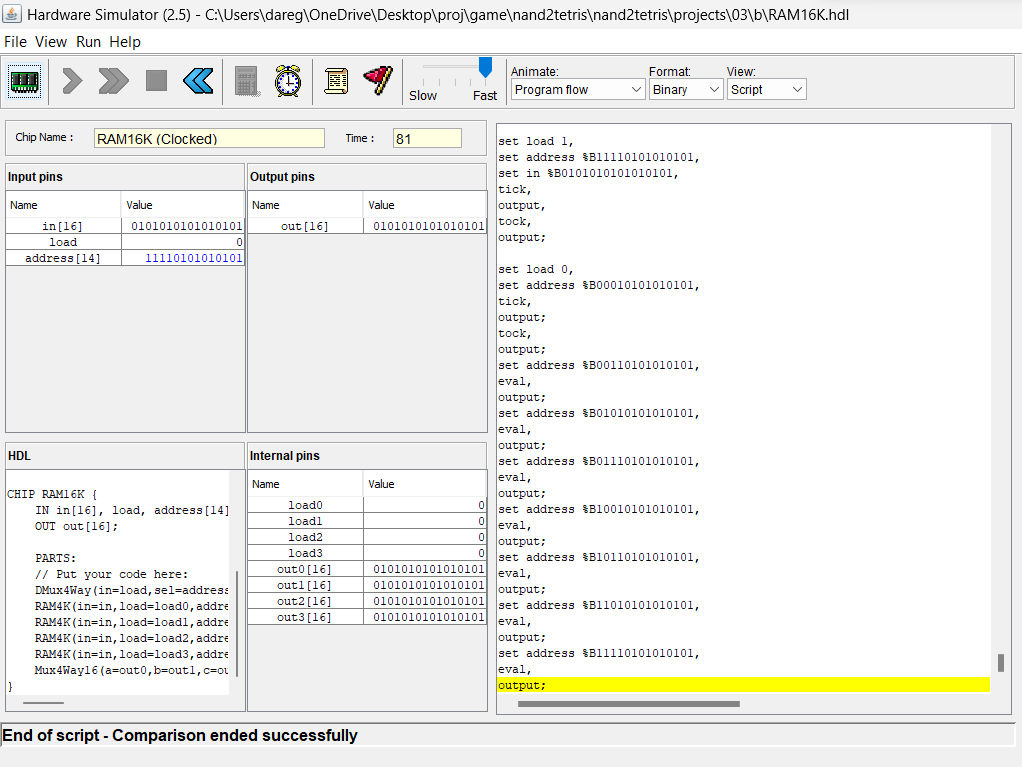 Hardware Simulator (2.5) - C:\Users\dareg\OneDrive\Desktop\proj\game\nand2tetris\nand2tetris\projects\03\b\RAM16K.hdl
File View Run Help
Slow Fast
Animate:
Program flow
Format:
Binary
View:
Script
Chip Name :
RAM16K (Clocked)
Time :
81
Input pins
Name Value
in[16] 0101010101010101
load 0
address[14] 11110101010101
Output pins
Name Value
out[16] 0101010101010101
HDL
CHIP RAM16K {
IN in[16], load, address[14]
OUT out[16];
PARTS:
// Put your code here:
DMux4Way(in=load,sel=address
RAM4K(in=in,load=load0,addre
RAM4K(in=in,load=load1,addre
RAM4K(in=in,load=load2,addre
RAM4K(in=in,load=load3,addre
Mux4Way16(a=out0,b=out1,c=ou
}
Internal pins
Name Value
load0 0
load1 0
load2 0
load3 0
out0[16] 0101010101010101
out1[16] 0101010101010101
out2[16] 0101010101010101
out3[16] 0101010101010101
set load 1,
set address %B11110101010101,
set in %B0101010101010101,
tick,
output,
tock,
output;
set load 0,
set address %B00010101010101,
tick,
output;
tock,
output;
set address %B00110101010101,
eval,
output;
set address %B01010101010101,
eval,
output;
set address %B01110101010101,
eval,
output;
set address %B10010101010101,
eval,
output;
set address %B10110101010101,
eval,
output;
set address %B11010101010101,
eval,
output;
set address %B11110101010101,
eval,
output;
End of script - Comparison ended successfully